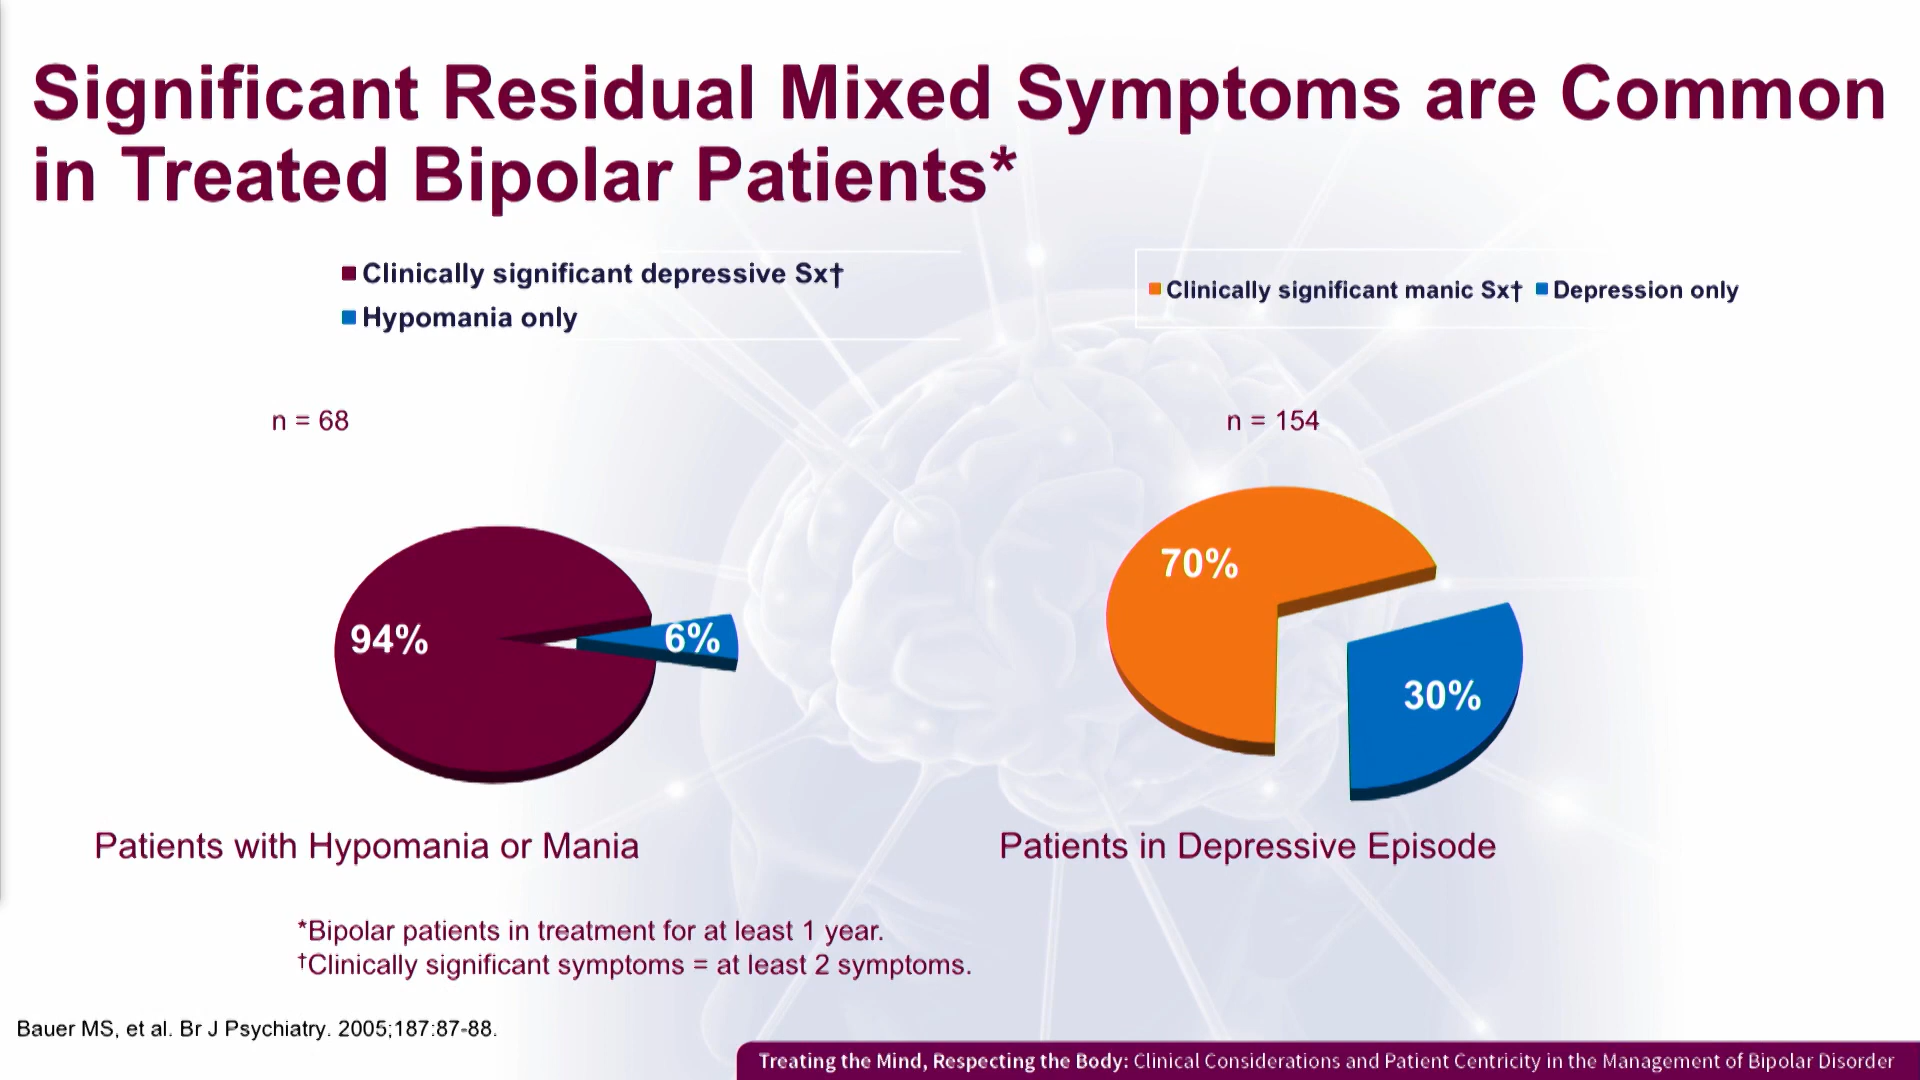 Significant Residual Mixed Symptoms are Common
in Treated Bipolar Patients*
Clinically significant depressive Sx†
Hypomania only
n = 68
94%
6%
Patients with Hypomania or Mania
Clinically significant manic Sx† Depression only
n = 154
70%
30%
Patients in Depressive Episode
*Bipolar patients in treatment for at least 1 year.
†Clinically significant symptoms = at least 2 symptoms.
Bauer MS, et al. Br J Psychiatry. 2005;187:87-88.
Treating the Mind, Respecting the Body: Clinical Considerations and Patient Centricity in the Management of Bipolar Disorder